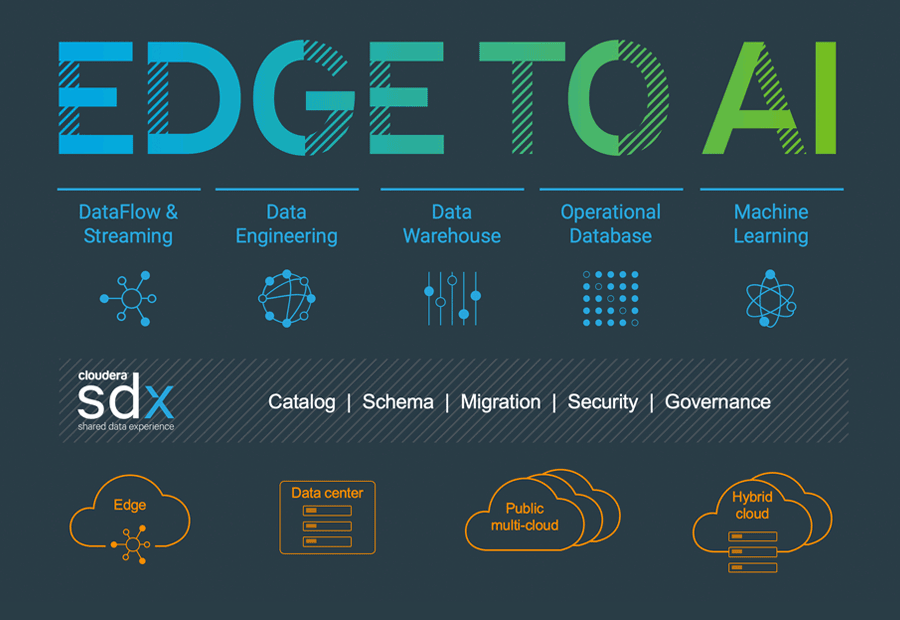 EDGE TO AI
DataFlow &
Streaming
Data
Engineering
Data
Warehouse
Operational
Database
Machine
Learning
cloudera
sdx
shared data experience
Catalog | Schema | Migration | Security | Governance
Edge
Data center
Public
multi-cloud
Hybrid
cloud